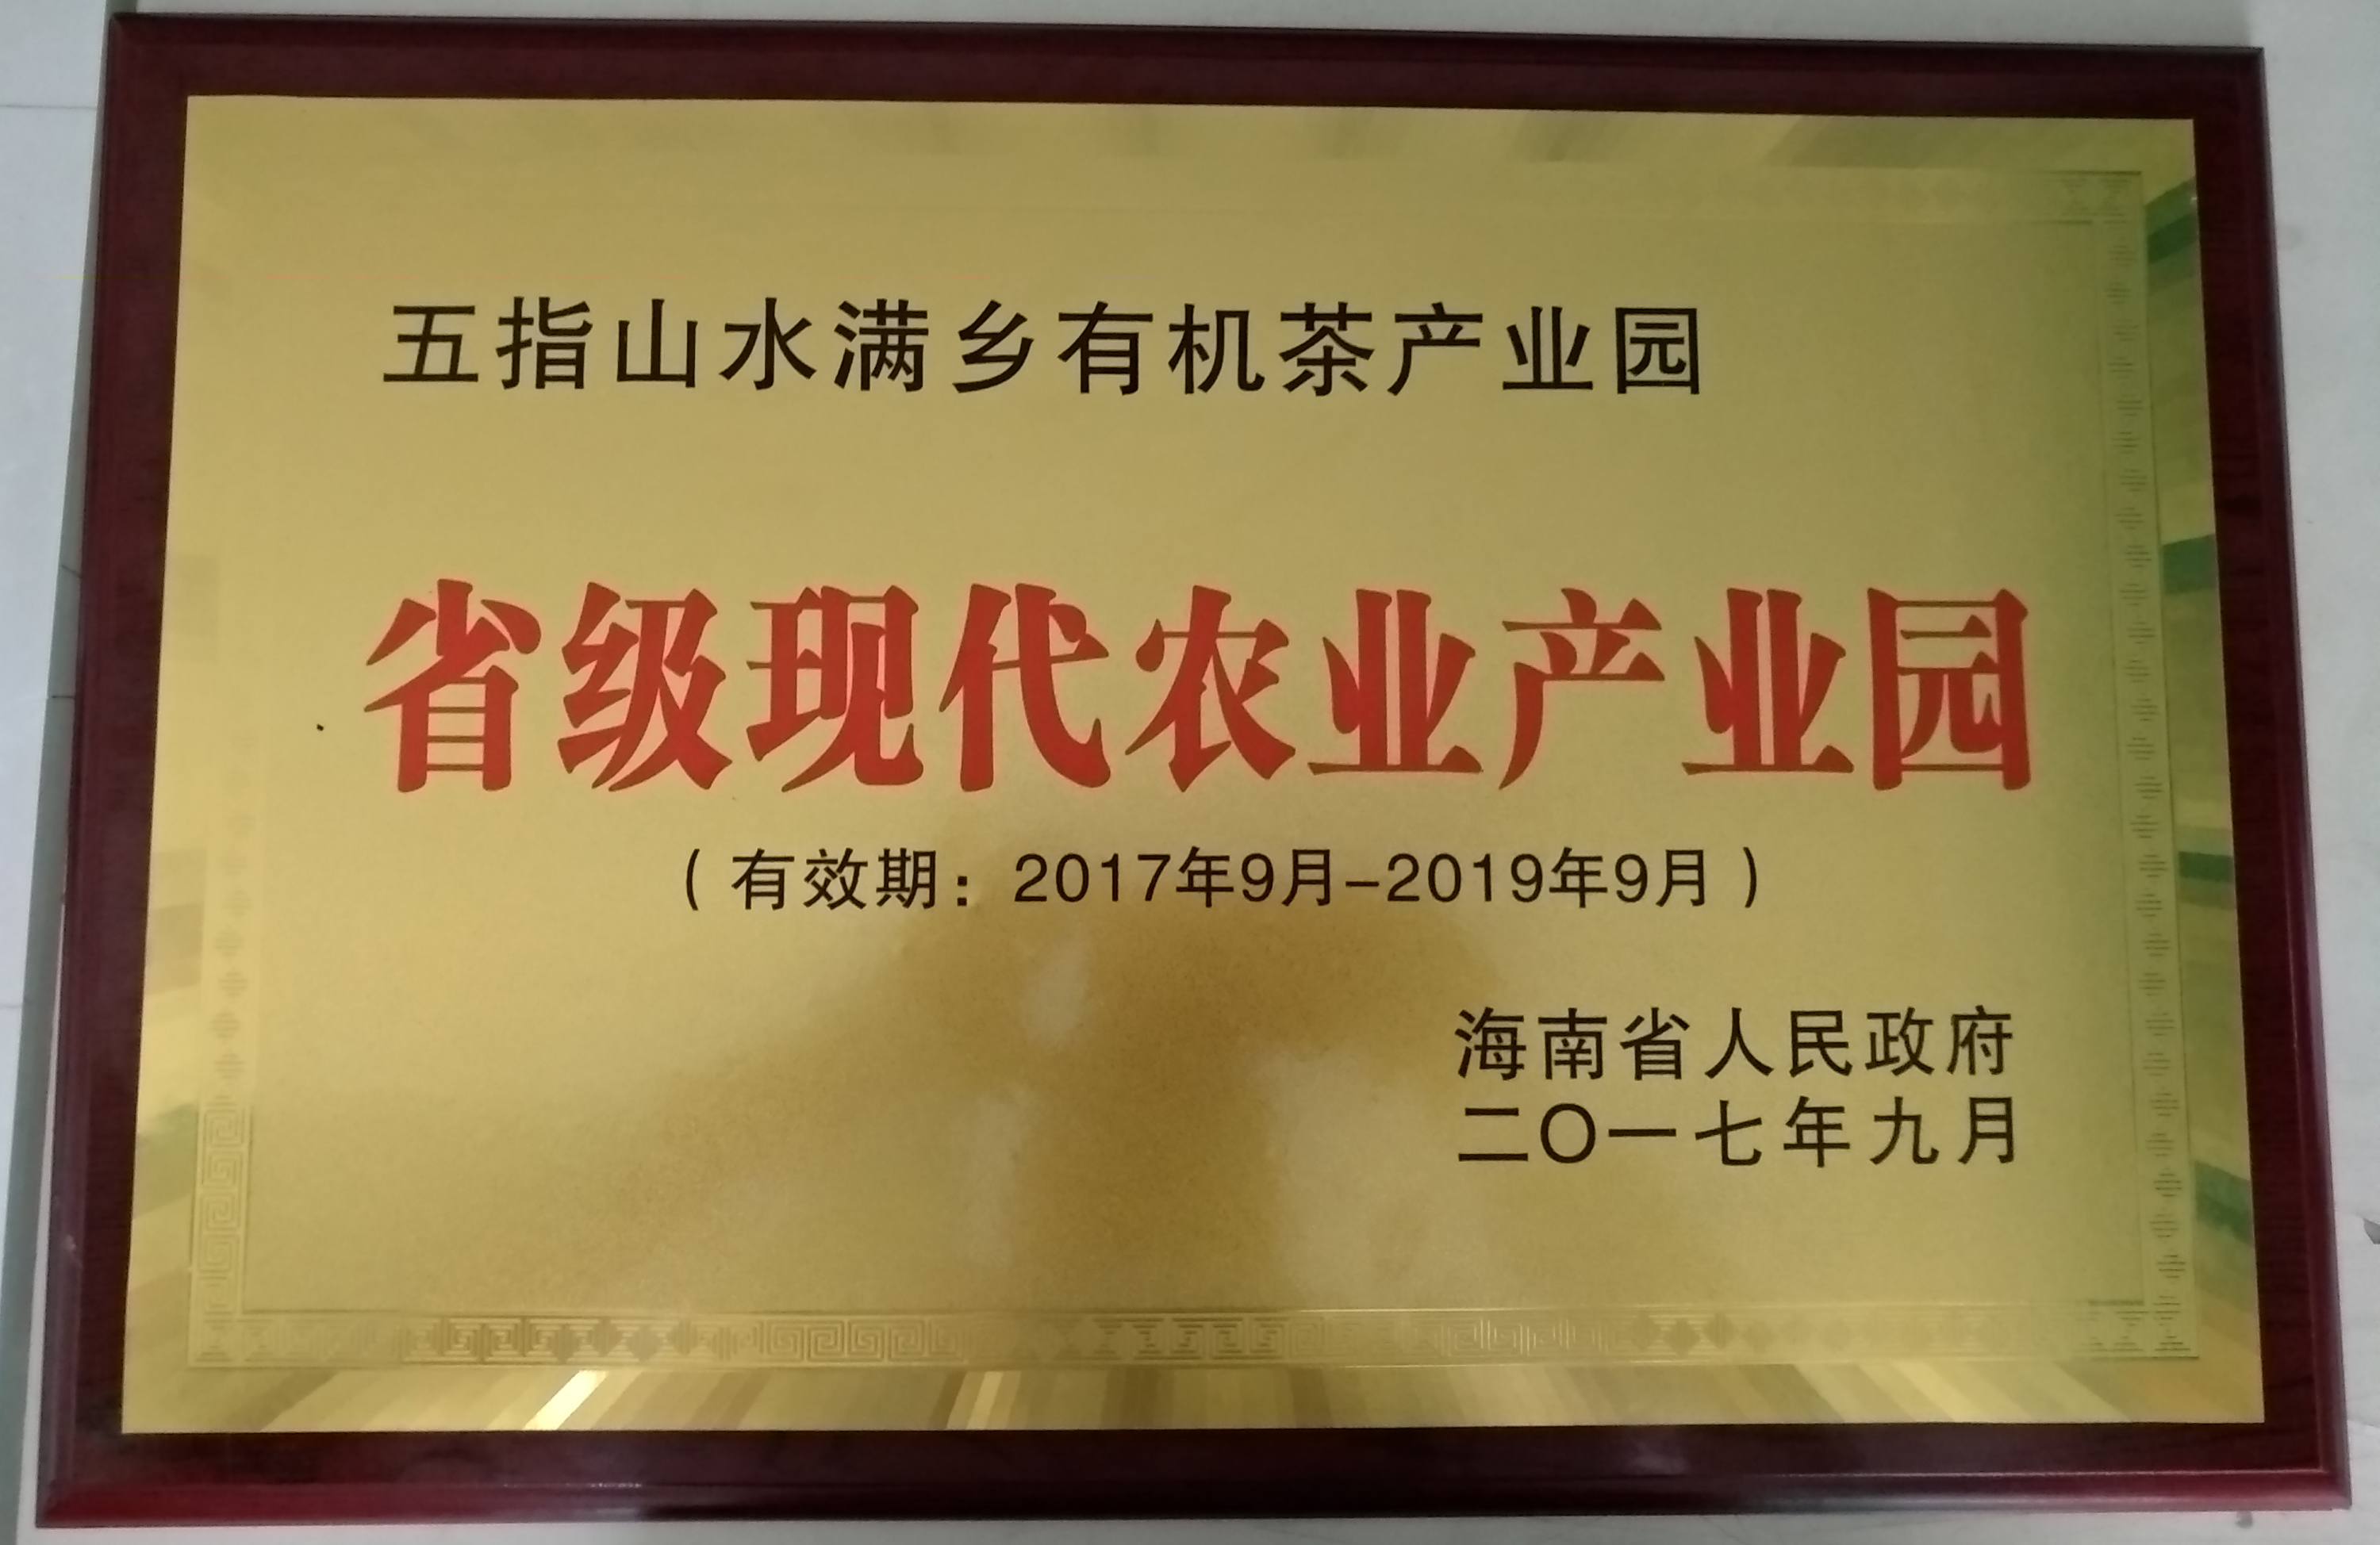 五指山水满乡有机茶产业园
省级现代农业产业园
（有效期：2017年9月-2019年9月）
海南省人民政府
二〇一七年九月